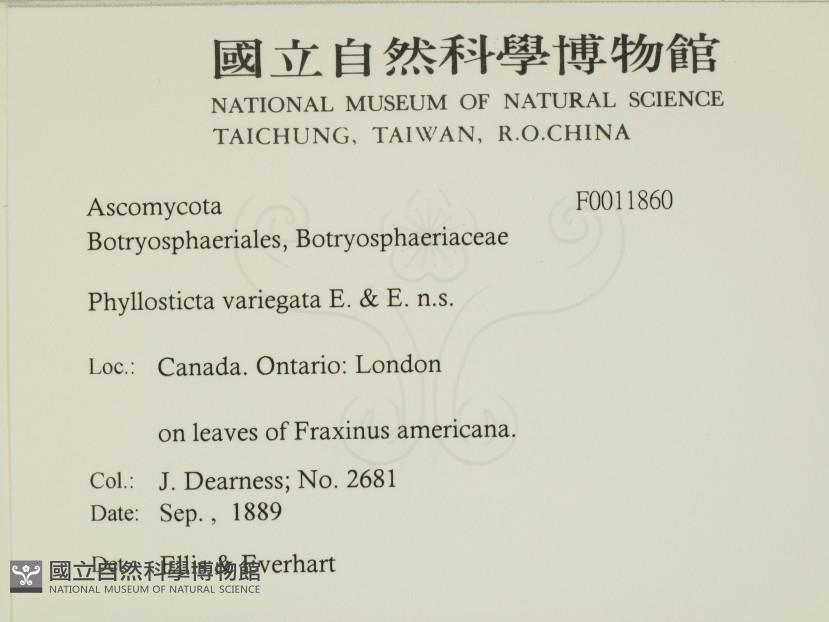 國立自然科學博物館
NATIONAL MUSEUM OF NATURAL SCIENCE
TAICHUNG, TAIWAN, R.O.CHINA
Ascomycota F0011860
Botryosphaeriales, Botryosphaeriaceae
Phyllosticta variegata E. & E. n.s.
Loc.: Canada. Ontario: London
on leaves of Fraxinus americana.
Col.: J. Dearness; No. 2681
Date: Sep. , 1889
Det.: Ellis & Everhart
國立自然科學博物館
NATIONAL MUSEUM OF NATURAL SCIENCE